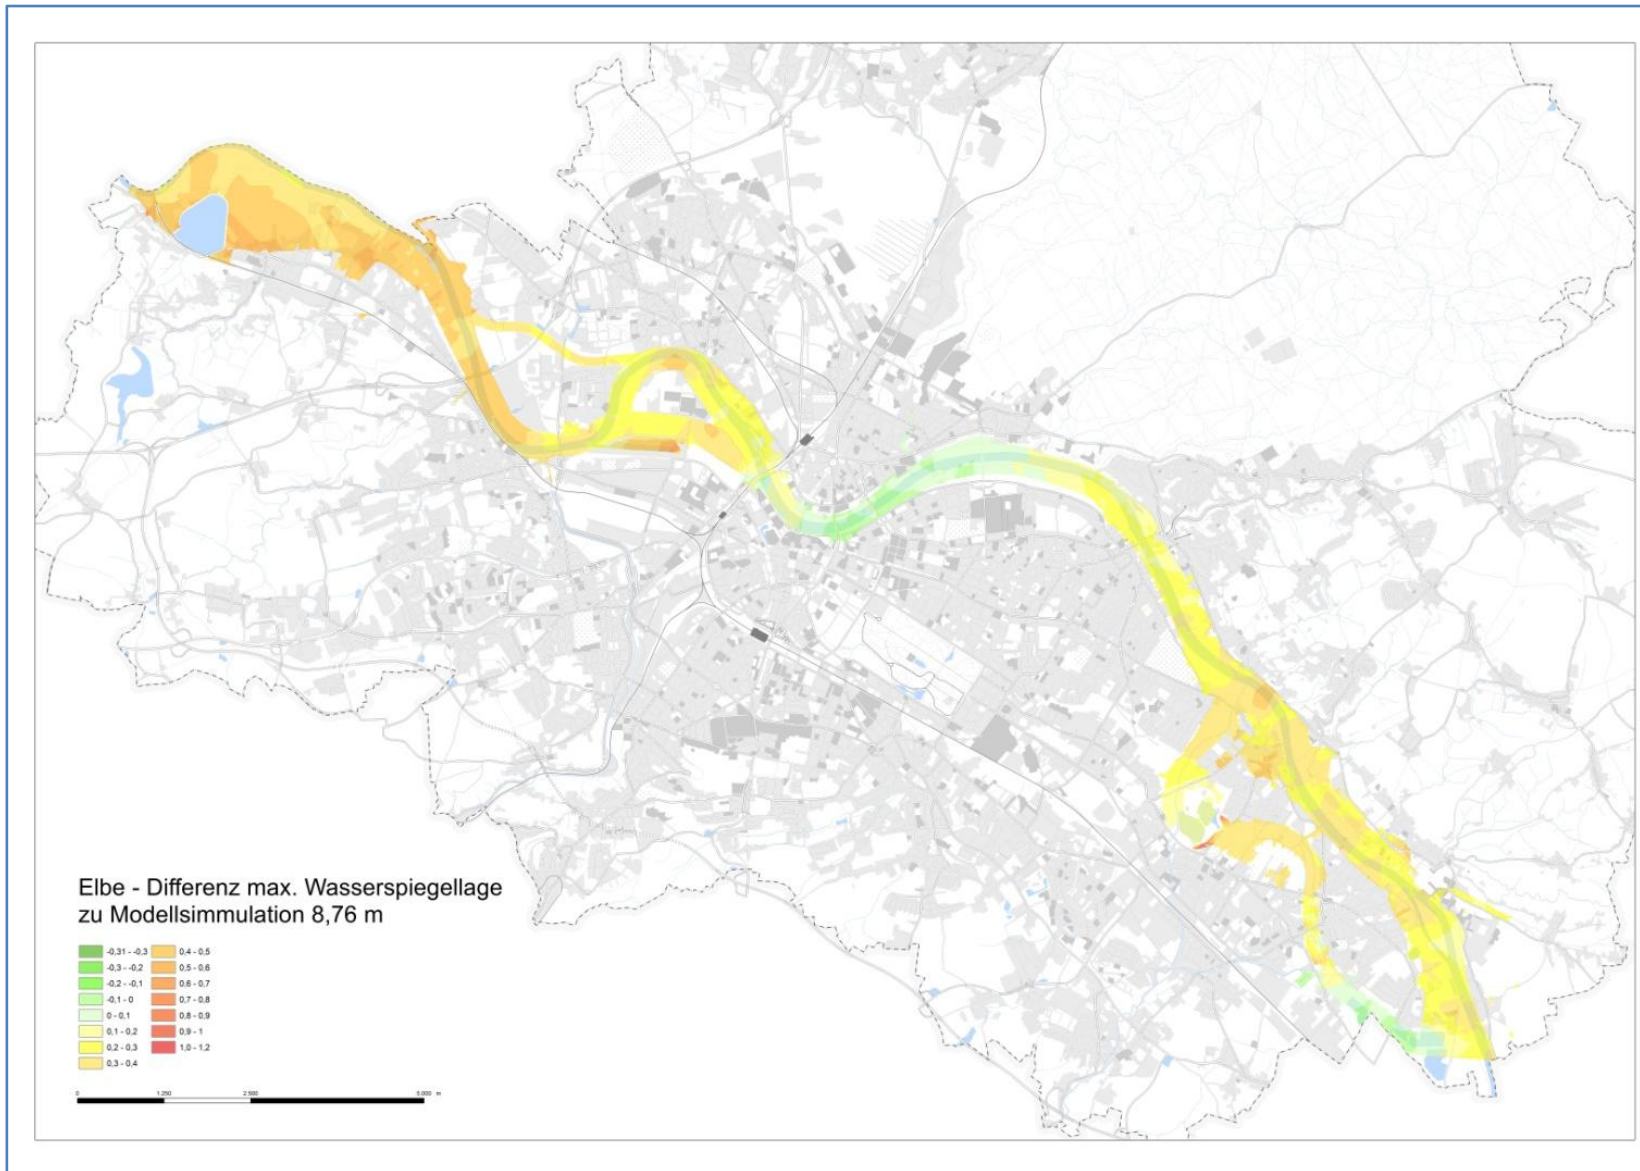 Elbe - Differenz max. Wasserspiegellage
zu Modellsimmulation 8,76 m
-0,31 - -0,3
-0,3 - -0,2
-0,2 - -0,1
-0,1 - 0
0 - 0,1
0,1 - 0,2
0,2 - 0,3
0,3 - 0,4
0,4 - 0,5
0,5 - 0,6
0,6 - 0,7
0,7 - 0,8
0,8 - 0,9
0,9 - 1
1,0 - 1,2
0 1.250 2.500 5.000 m